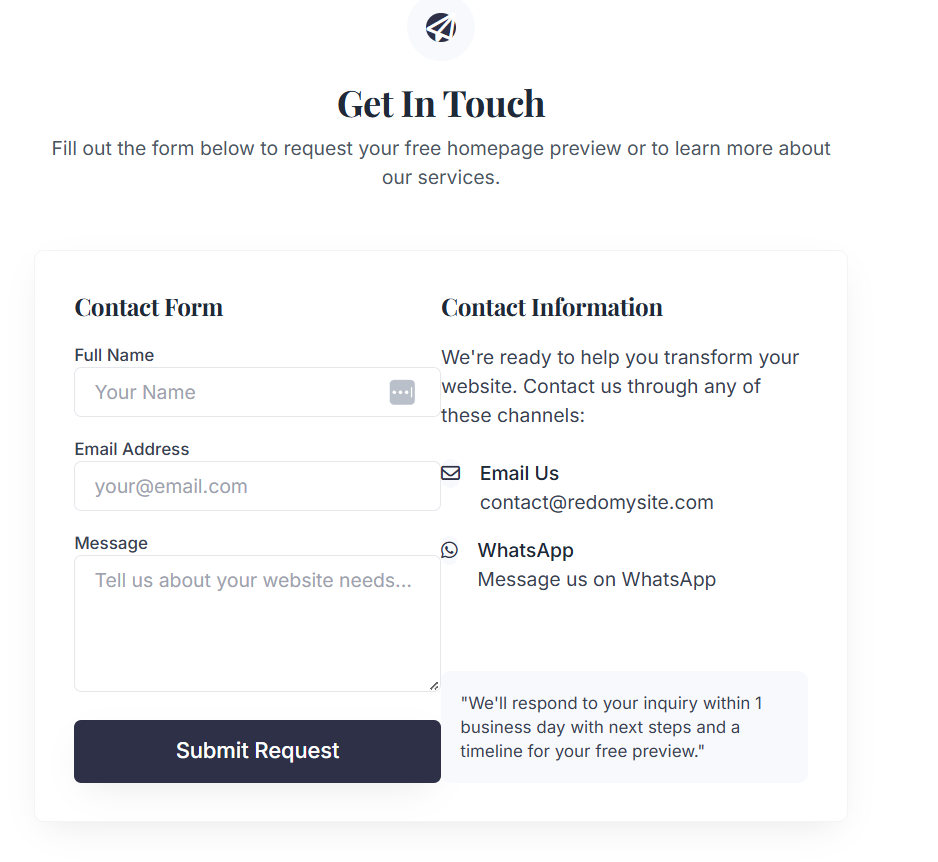 Get In Touch
Fill out the form below to request your free homepage preview or to learn more about
our services.
Contact Form
Full Name
Your Name
Email Address
your@email.com
Message
Tell us about your website needs...
Submit Request
Contact Information
We're ready to help you transform your
website. Contact us through any of
these channels:
Email Us
contact@redomysite.com
WhatsApp
Message us on WhatsApp
"We'll respond to your inquiry within 1
business day with next steps and a
timeline for your free preview."